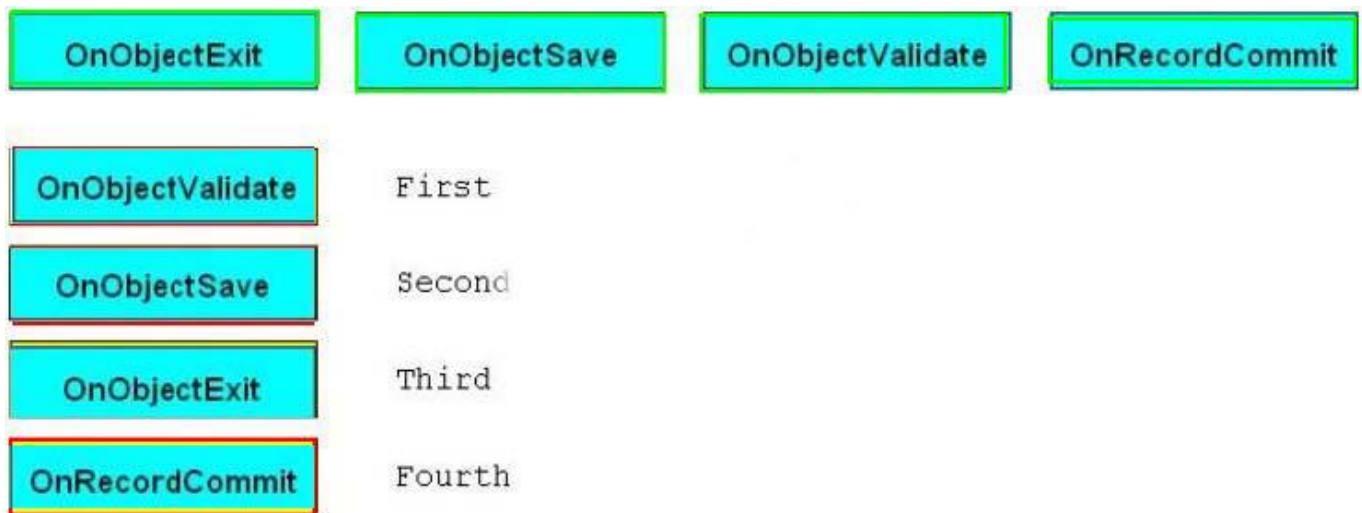 OnObjectExit OnObjectSave OnObjectValidate OnRecordCommit
OnObjectValidate First
OnObjectSave Second
OnObjectExit Third
OnRecordCommit Fourth